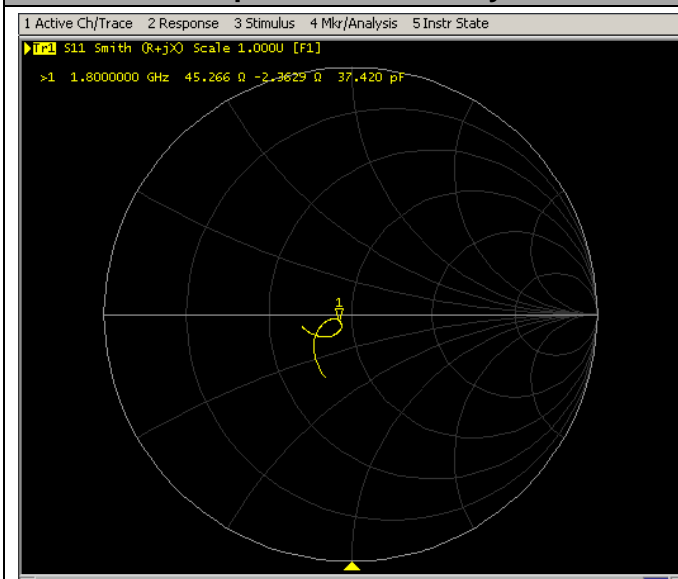 1 Active Ch/Trace 2 Response 3 Stimulus 4 Mkr/Analysis 5 Instr State
Tr1 S11 Smith (R+jX) Scale 1.000U [F1]
>1 1.8000000 GHz 45.266 Ω -2.3629 Ω 37.420 pF
1